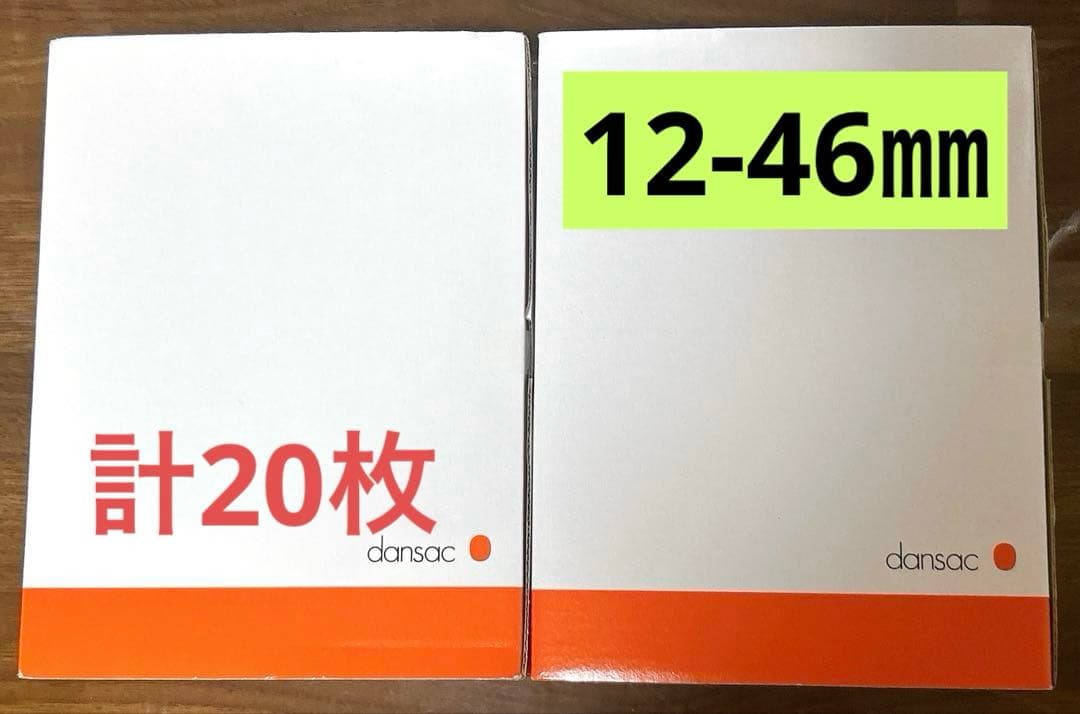 12-46㎜
計20枚
dansac
dansac